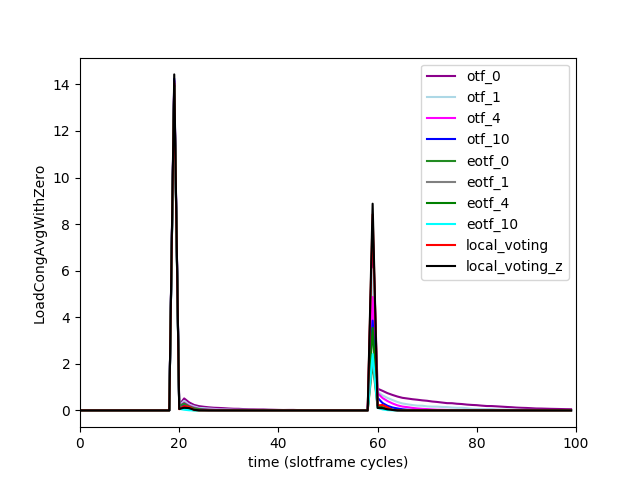 14
12
10
8
6
4
2
0
LoadCongAvgWithZero
0 20 40 60 80 100
time (slotframe cycles)
otf_0
otf_1
otf_4
otf_10
eotf_0
eotf_1
eotf_4
eotf_10
local_voting
local_voting_z